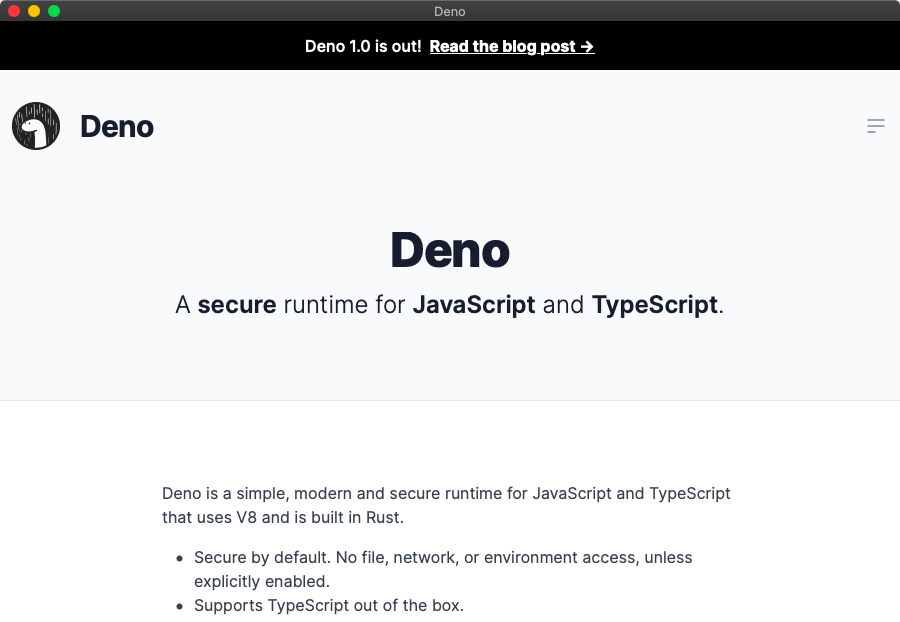 Deno
Deno 1.0 is out! Read the blog post →
Deno
Deno
A secure runtime for JavaScript and TypeScript.
Deno is a simple, modern and secure runtime for JavaScript and TypeScript
that uses V8 and is built in Rust.
• Secure by default. No file, network, or environment access, unless
explicitly enabled.
• Supports TypeScript out of the box.